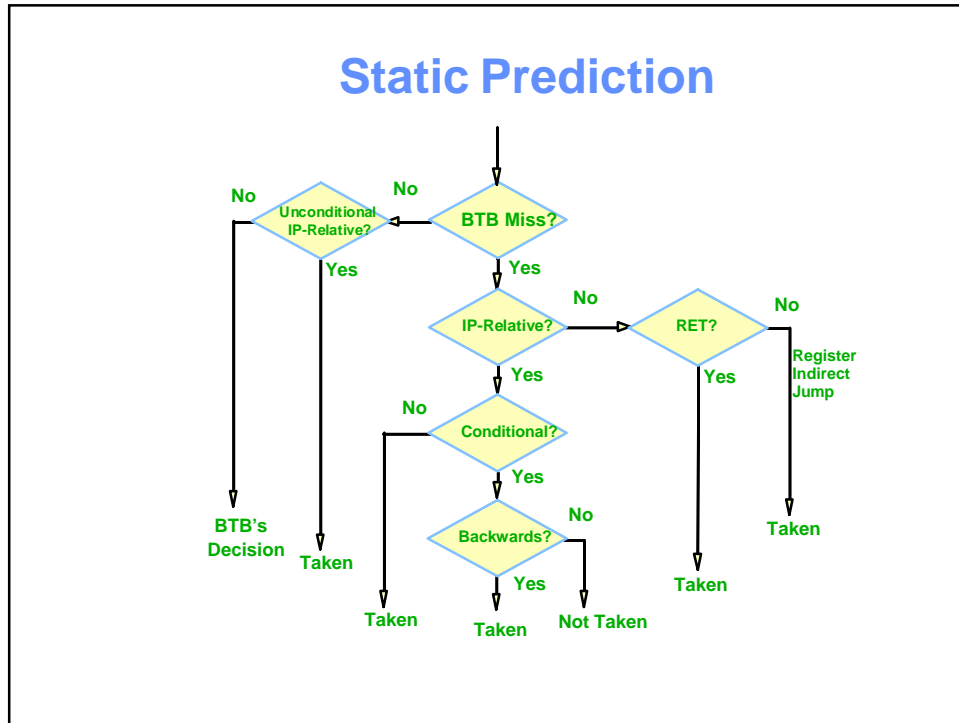 Static Prediction
No
No
Unconditional
IP-Relative?
BTB Miss?
Yes
Yes
No
No
IP-Relative?
RET?
Register
Indirect
Jump
Yes
Yes
No
Conditional?
Yes
BTB's
Decision
No
Taken
Backwards?
Taken
Yes
Taken
Taken
Taken
Not Taken